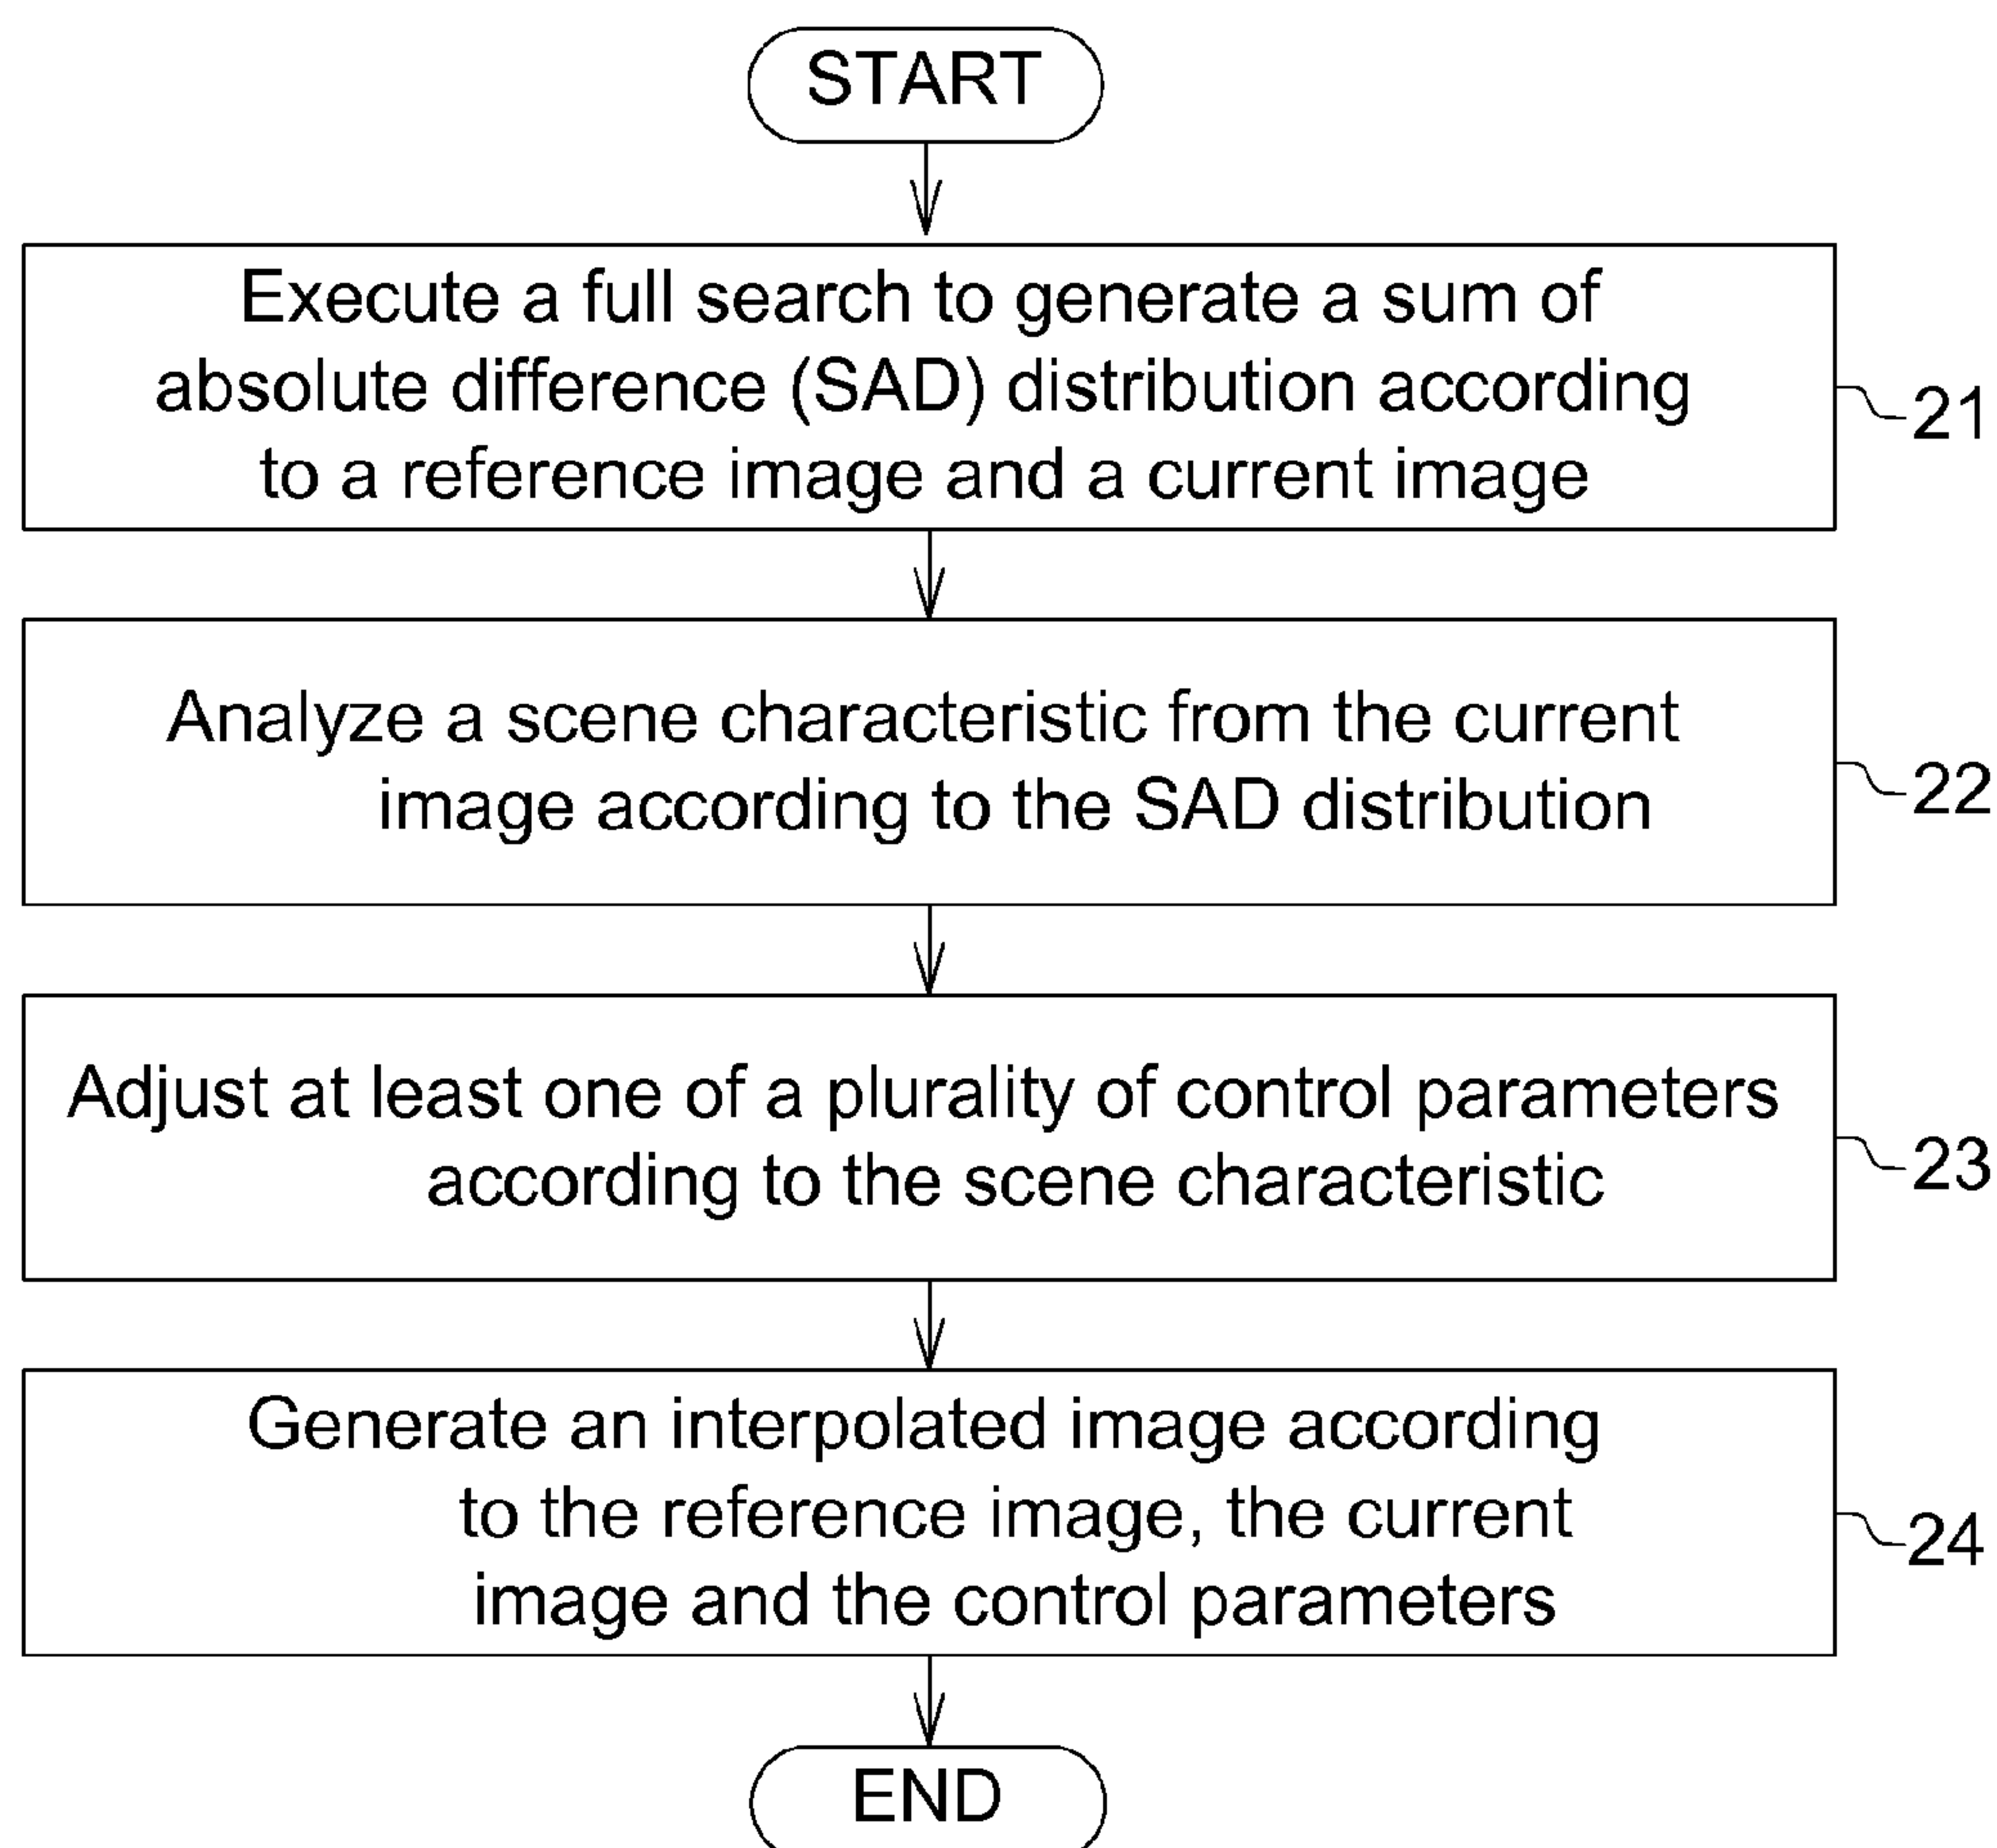 START
Execute a full search to generate a sum of
absolute difference (SAD) distribution according
to a reference image and a current image
21
Analyze a scene characteristic from the current
image according to the SAD distribution
22
Adjust at least one of a plurality of control parameters
according to the scene characteristic
23
Generate an interpolated image according
to the reference image, the current
image and the control parameters
24
END